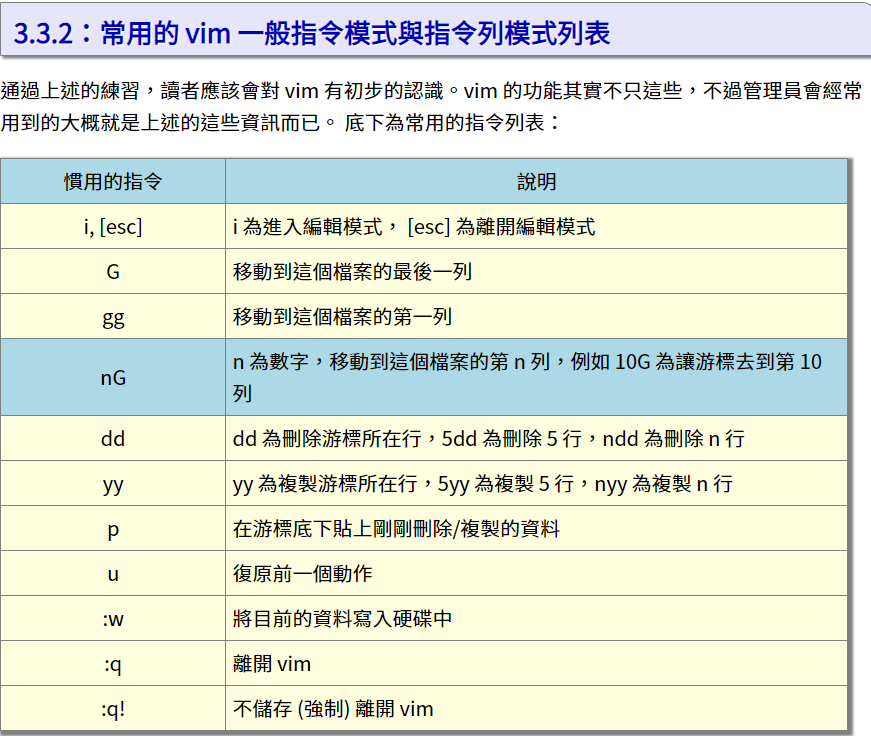 3.3.2：常用的 vim 一般指令模式與指令列模式列表
通過上述的練習，讀者應該會對 vim 有初步的認識。vim 的功能其實不只這些，不過管理員會經常
用到的大概就是上述的這些資訊而已。 底下為常用的指令列表：
慣用的指令 說明
i, [esc] i 為進入編輯模式， [esc] 為離開編輯模式
G 移動到這個檔案的最後一列
gg 移動到這個檔案的第一列
nG n 為數字，移動到這個檔案的第 n 列，例如 10G 為讓游標去到第 10
列
dd dd 為刪除游標所在行，5dd 為刪除 5 行，ndd 為刪除 n 行
yy yy 為複製游標所在行，5yy 為複製 5 行，nyy 為複製 n 行
p 在游標底下貼上剛剛刪除/複製的資料
u 復原前一個動作
:w 將目前的資料寫入硬碟中
:q 離開 vim
:q! 不儲存 (強制) 離開 vim